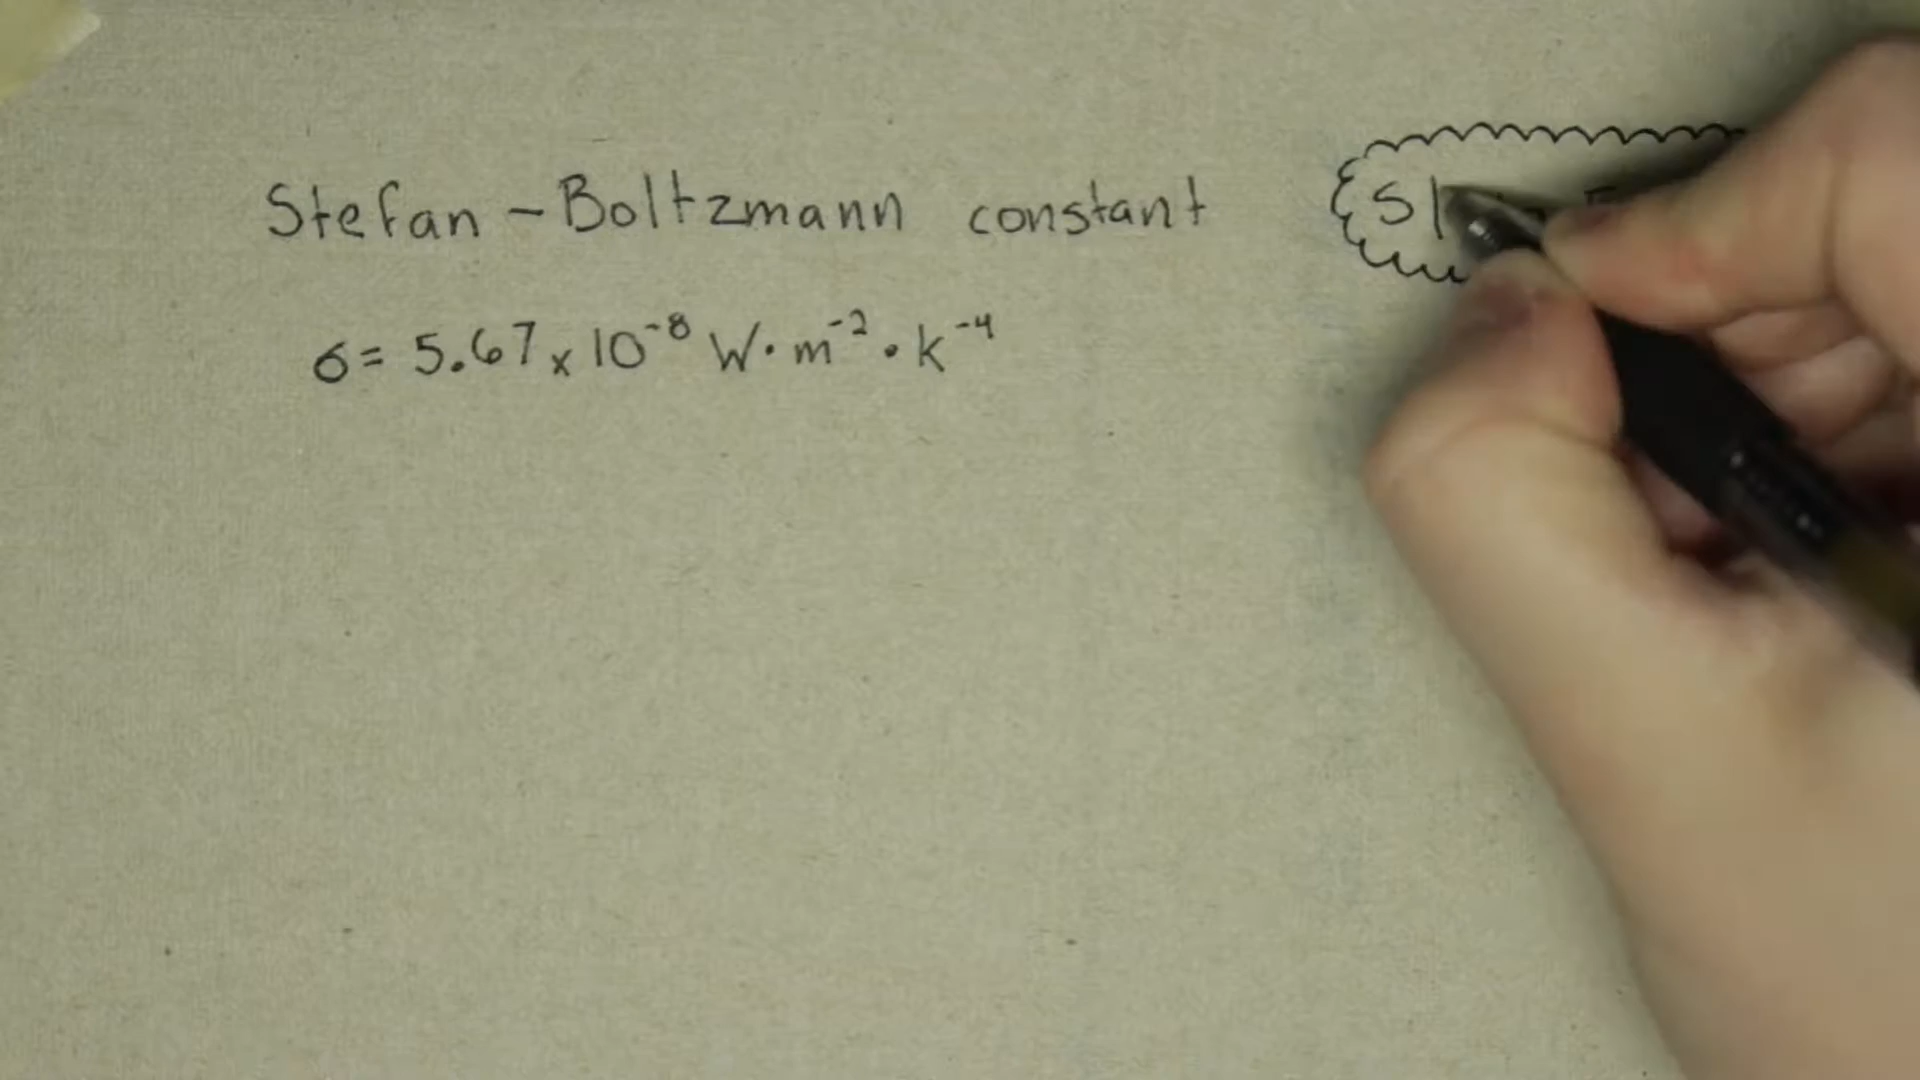 Stefan - Boltzmann constant
σ = 5.67 x 10⁻⁸ W · m⁻² · k⁻⁴